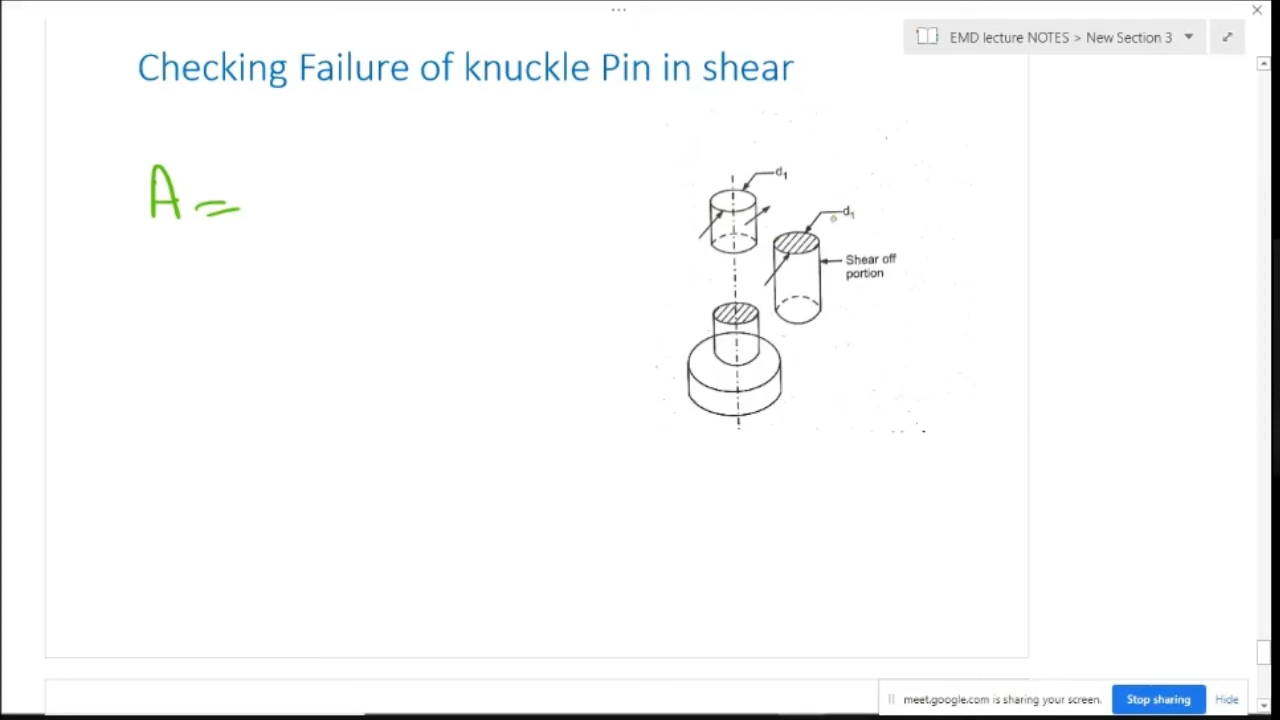 EMD lecture NOTES > New Section 3
Checking Failure of knuckle Pin in shear
A =
d1
d1
Shear off
portion
meet.google.com is sharing your screen.
Stop sharing
Hide